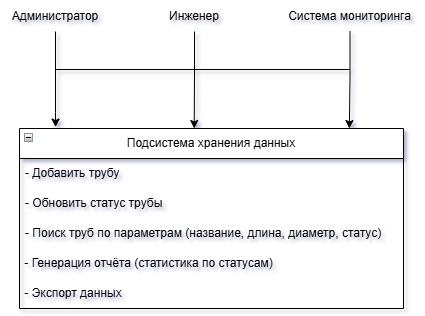 Администратор Инженер Система мониторинга
Подсистема хранения данных
- Добавить трубу
- Обновить статус трубы
- Поиск труб по параметрам (название, длина, диаметр, статус)
- Генерация отчёта (статистика по статусам)
- Экспорт данных